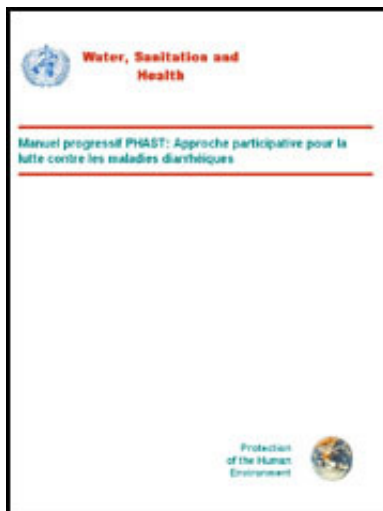 Water, Sanitation and
Health
Manuel progressif PHAST: Approche participative pour la
lutte contre les maladies diarrhéiques
Protection
of the Human
Environment